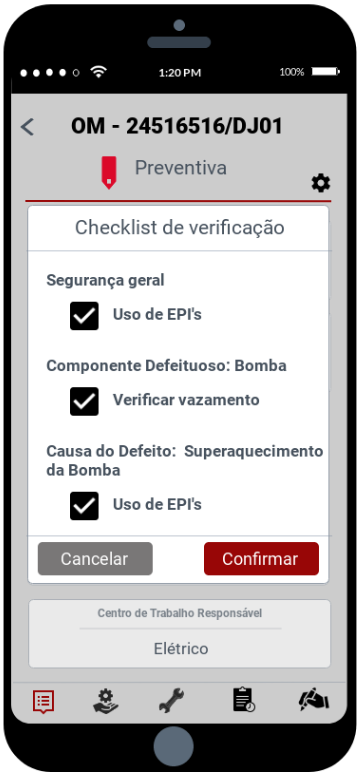 1:20 PM
100%
OM - 24516516/DJ01
Preventiva
Checklist de verificação
Segurança geral
Uso de EPI's
Componente Defeituoso: Bomba
Verificar vazamento
Causa do Defeito: Superaquecimento
da Bomba
Uso de EPI's
Cancelar
Confirmar
Centro de Trabalho Responsável
Elétrico